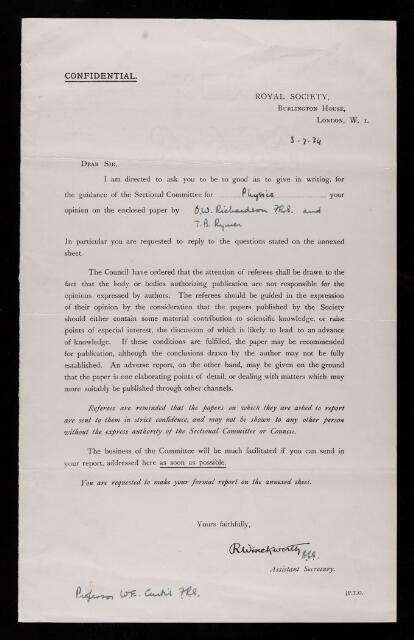 CONFIDENTIAL.
ROYAL SOCIETY,
BURLINGTON HOUSE,
LONDON, W. 1.
3-7-34
DEAR SIR,
I am directed to ask you to be so good as to give in writing, for
the guidance of the Sectional Committee for Physics your
opinion on the enclosed paper by O.W. Richardson F.R.S. and
T.B. Rymer
In particular you are requested to reply to the questions stated on the annexed
sheet.
The Council have ordered that the attention of referees shall be drawn to the
fact that the body or bodies authorizing publication are not responsible for the
opinions expressed by authors. The referees should be guided in the expression
of their opinion by the consideration that the papers published by the Society
should either contain some material contribution to scientific knowledge, or raise
points of especial interest, the discussion of which is likely to lead to an advance
of knowledge. If these conditions are fulfilled, the paper may be recommended
for publication, although the conclusions drawn by the author may not be fully
established. An adverse report, on the other hand, may be given on the ground
that the paper is one elaborating points of detail, or dealing with matters which may
more suitably be published through other channels.
Referees are reminded that the papers on which they are asked to report
are sent to them in strict confidence, and may not be shown to any other person
without the express authority of the Sectional Committee or Council.
The business of the Committee will be much facilitated if you can send in
your report, addressed here as soon as possible.
You are requested to make your formal report on the annexed sheet.
Yours faithfully,
R Winckworth
Assistant Secretary.
Professor W.E. Curtis F.R.S.
[P.T.O.